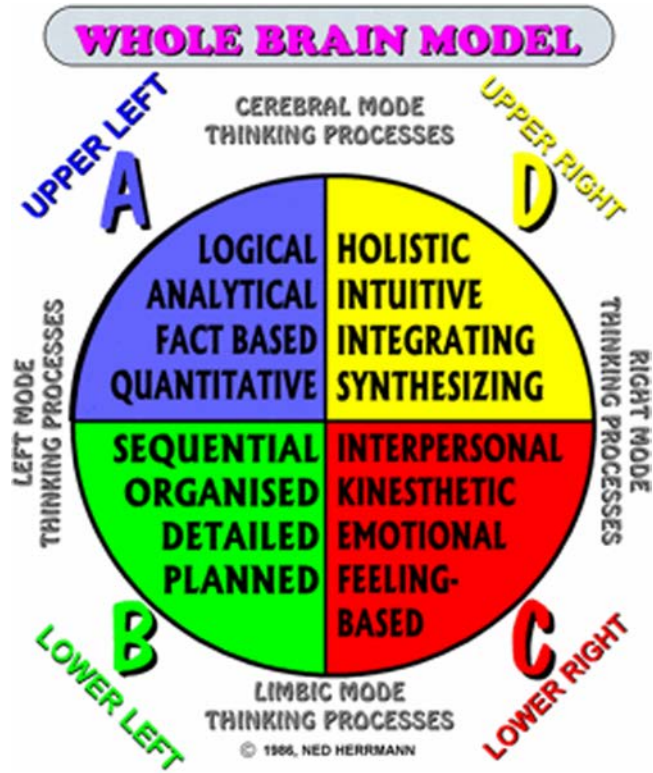 WHOLE BRAIN MODEL
UPPER LEFT
CEREBRAL MODE
THINKING PROCESSES
UPPER RIGHT
A
D
LOGICAL
ANALYTICAL
FACT BASED
QUANTITATIVE
HOLISTIC
INTUITIVE
INTEGRATING
SYNTHESIZING
LEFT MODE
THINKING PROCESSES
RIGHT MODE
THINKING PROCESSES
SEQUENTIAL
ORGANISED
DETAILED
PLANNED
INTERPERSONAL
KINESTHETIC
EMOTIONAL
FEELING-
BASED
B
C
LOWER LEFT
LIMBIC MODE
THINKING PROCESSES
LOWER RIGHT
© 1986, NED HERRMANN